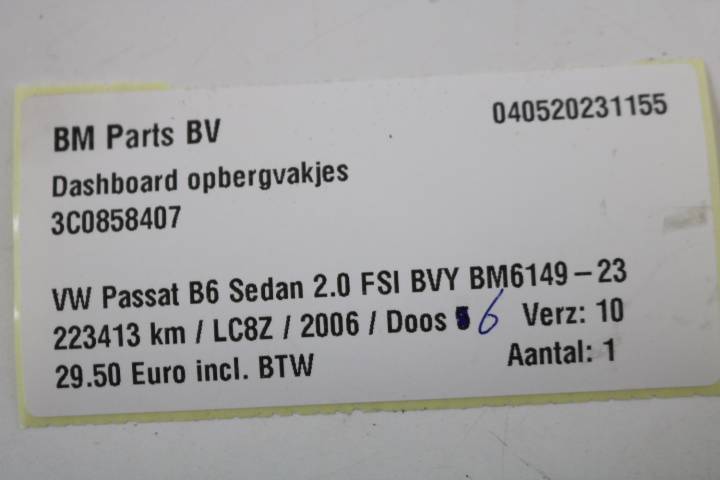 BM Parts BV 040520231155
Dashboard opbergvakjes
3C0858407
VW Passat B6 Sedan 2.0 FSI BVY BM6149-23
223413 km / LC8Z / 2006 / Doos 6 Verz: 10
29.50 Euro incl. BTW Aantal: 1